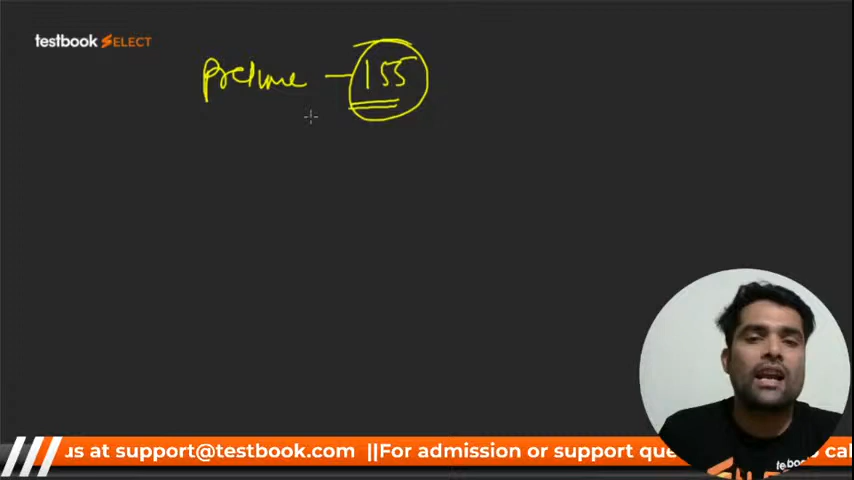 testbook SELECT
prelims - 155
us at support@testbook.com ||For admission or support que